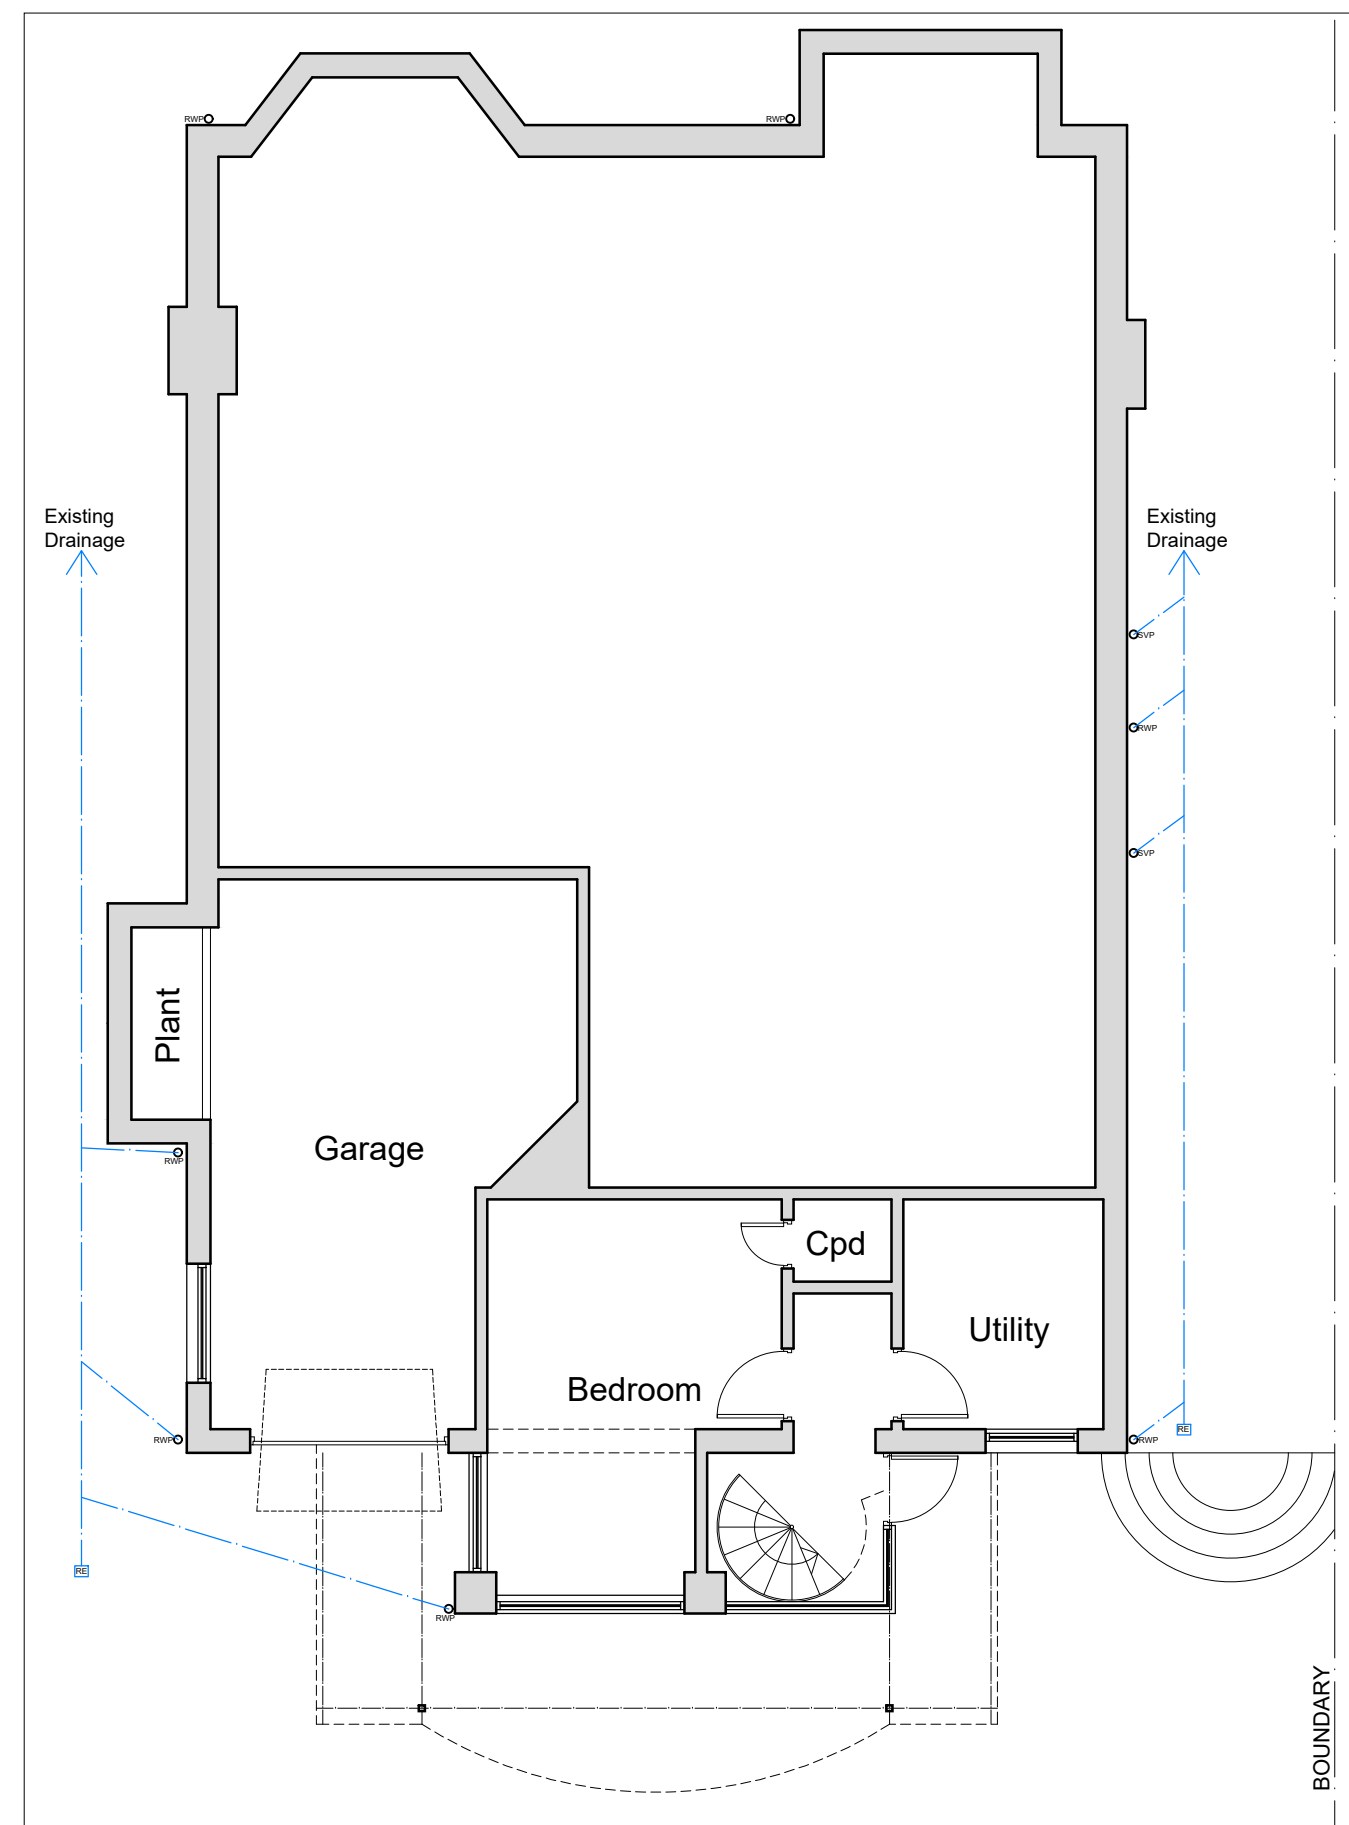 RWP
RWP
Existing
Drainage
Existing
Drainage
SVP
RWP
SVP
Plant
Garage
RWP
Cpd
Utility
Bedroom
RWP
RWP
RE
RE
RWP
BOUNDARY